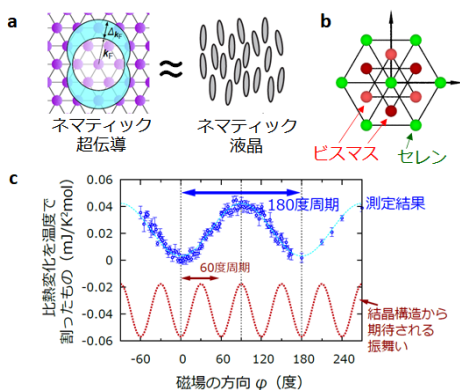 a
Δk_F
k_F
ネマティック
超伝導
≈
ネマティック
液晶
b
ビスマス
セレン
c
比熱変化を温度で
割ったもの (mJ/K²mol)
0.06
0.04
0.02
0
-0.02
-0.04
-0.06
180度周期
測定結果
60度周期
結晶構造から
期待される
振舞い
-60
0
60
120
180
240
磁場の方向 φ(度)